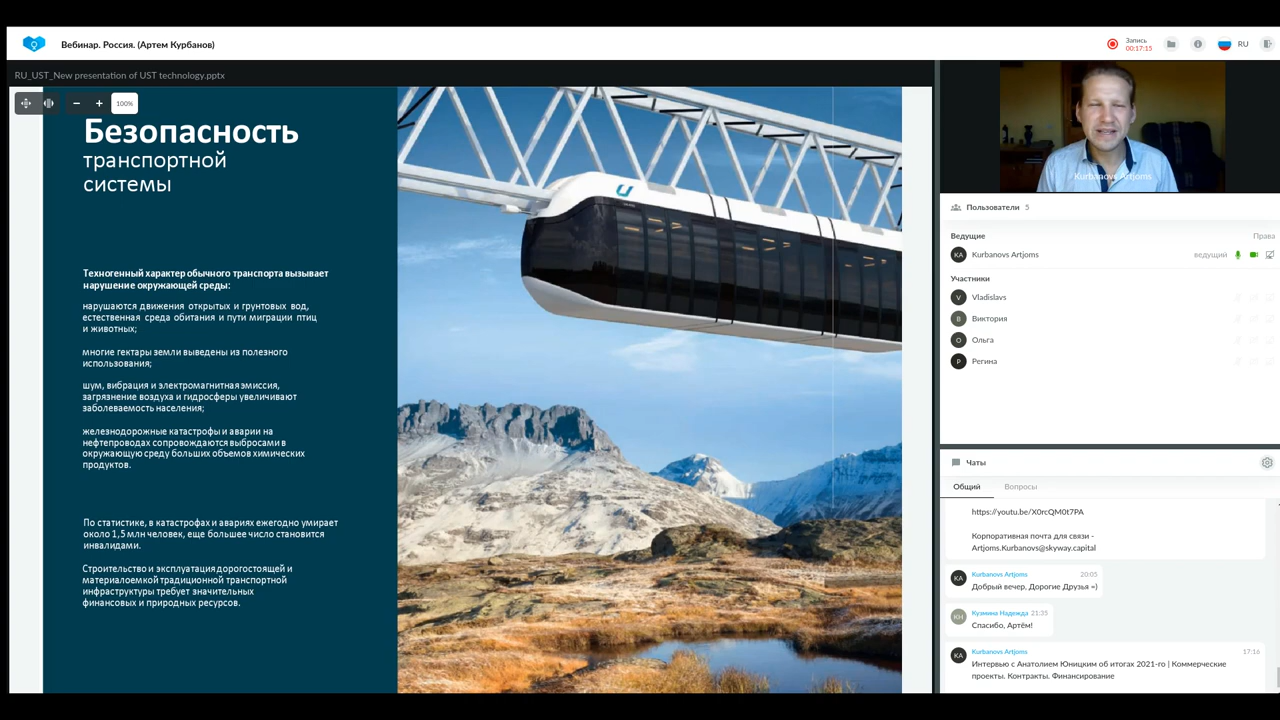 Вебинар. Россия. (Артем Курбанов)
Запись
00:17:15
RU
RU_UST_New presentation of UST technology.pptx
100%
Безопасность
транспортной
системы
Техногенный характер обычного транспорта вызывает
нарушение окружающей среды:
нарушаются движения открытых и грунтовых вод,
естественная среда обитания и пути миграции птиц
и животных;
многие гектары земли выведены из полезного
использования;
шум, вибрация и электромагнитная эмиссия,
загрязнение воздуха и гидросферы увеличивают
заболеваемость населения;
железнодорожные катастрофы и аварии на
нефтепроводах сопровождаются выбросами в
окружающую среду больших объемов химических
продуктов.
По статистике, в катастрофах и авариях ежегодно умирает
около 1,5 млн человек, еще большее число становится
инвалидами.
Строительство и эксплуатация дорогостоящей и
материалоемкой традиционной транспортной
инфраструктуры требует значительных
финансовых и природных ресурсов.
Kurbanovs Artjoms
Пользователи 5
Ведущие Права
KA Kurbanovs Artjoms ведущий
Участники
V Vladislavs
В Виктория
О Ольга
Р Регина
Чаты
Общий Вопросы
https://youtu.be/X0rcQM0t7PA
Корпоративная почта для связи -
Artjoms.Kurbanovs@skyway.capital
KA Kurbanovs Artjoms 20:05
Добрый вечер, Дорогие Друзья =)
КН Кузмина Надежда 21:35
Спасибо, Артём!
KA Kurbanovs Artjoms 17:16
Интервью с Анатолием Юницким об итогах 2021-го | Коммерческие
проекты. Контракты. Финансирование